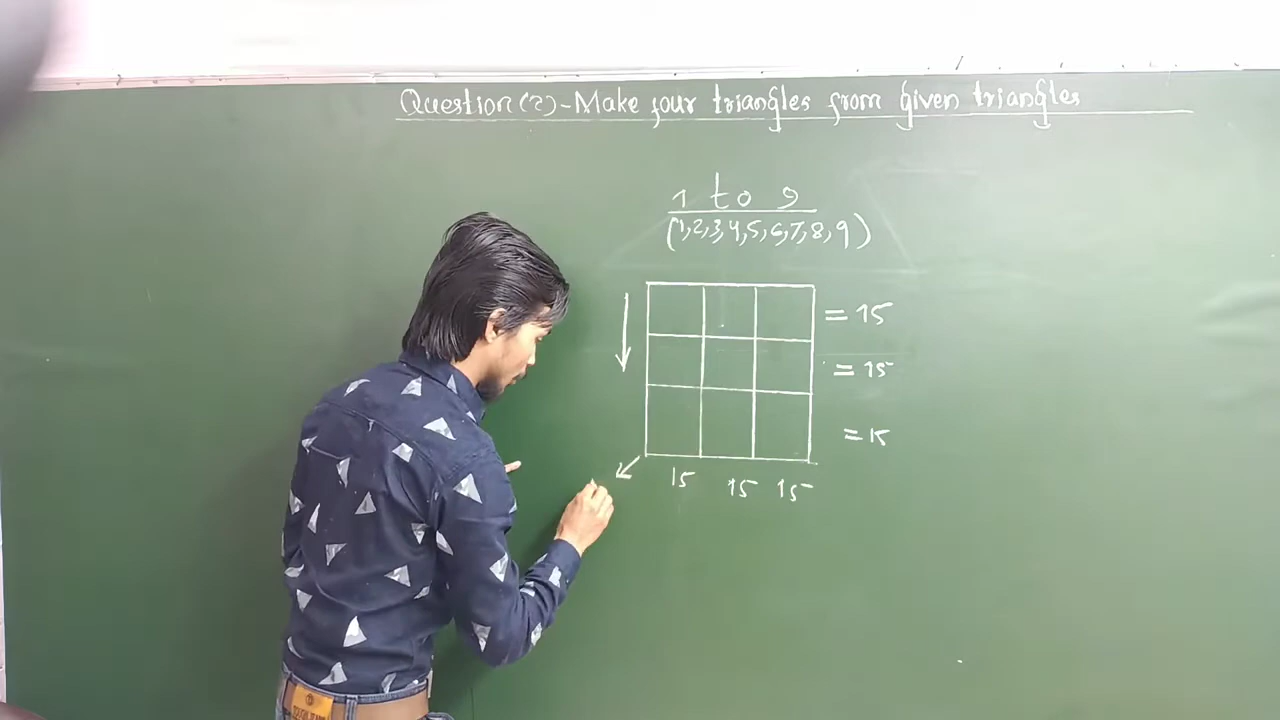 Question (2) - Make four triangles from given triangles
1 to 9
(1,2,3,4,5,6,7,8,9)
= 15
= 15
= 15
15 15 15